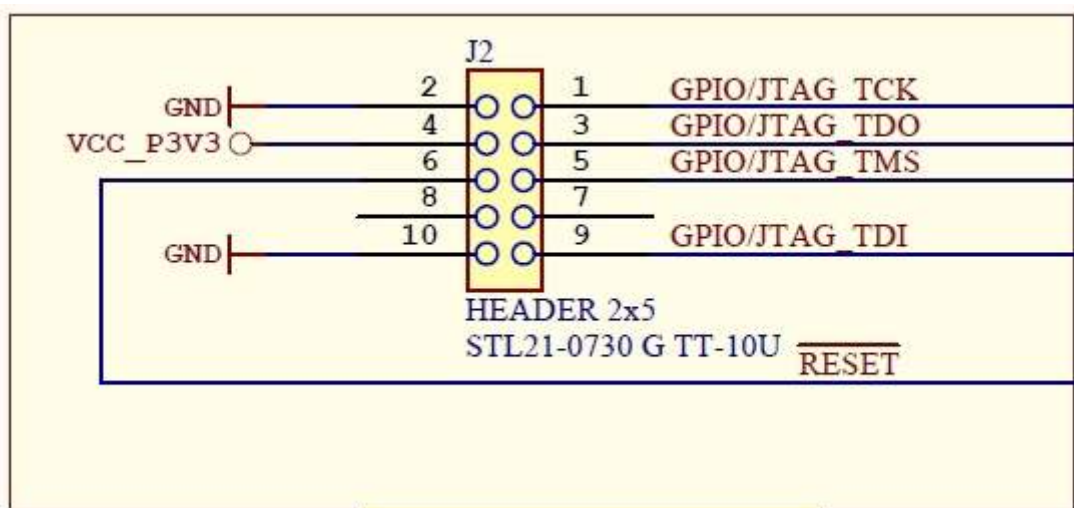 J2
GND 2 1 GPIO/JTAG_TCK
VCC_P3V3 4 3 GPIO/JTAG_TDO
6 5 GPIO/JTAG_TMS
8 7
GND 10 9 GPIO/JTAG_TDI
HEADER 2x5
STL21-0730 G TT-10U
RESET